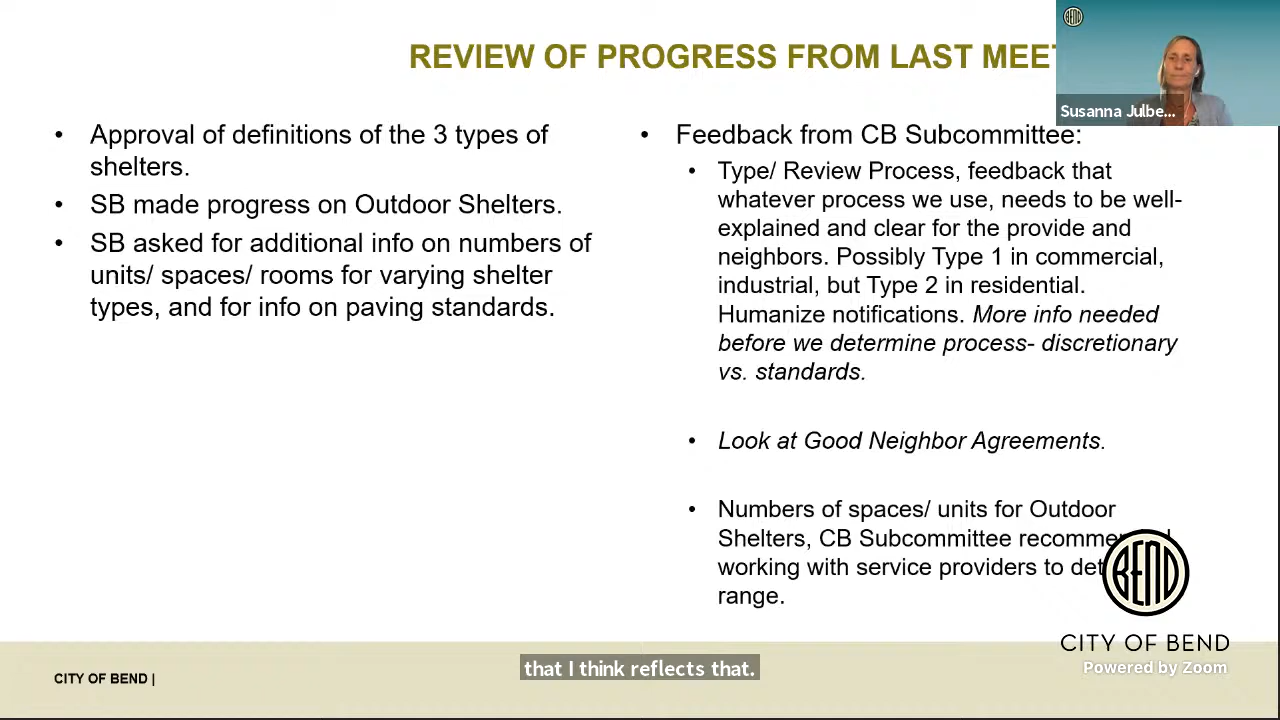 REVIEW OF PROGRESS FROM LAST
BEND
Susanna Julbe...
• Approval of definitions of the 3 types of
shelters.
• SB made progress on Outdoor Shelters.
• SB asked for additional info on numbers of
units/ spaces/ rooms for varying shelter
types, and for info on paving standards.
• Feedback from CB Subcommittee:
• Type/ Review Process, feedback that
whatever process we use, needs to be well-
explained and clear for the provide and
neighbors. Possibly Type 1 in commercial,
industrial, but Type 2 in residential.
Humanize notifications. More info needed
before we determine process- discretionary
vs. standards.
• Look at Good Neighbor Agreements.
• Numbers of spaces/ units for Outdoor
Shelters, CB Subcommittee
working with service providers to
range.
BEND
CITY OF BEND
Powered by Zoom
that I think reflects that.
CITY OF BEND |